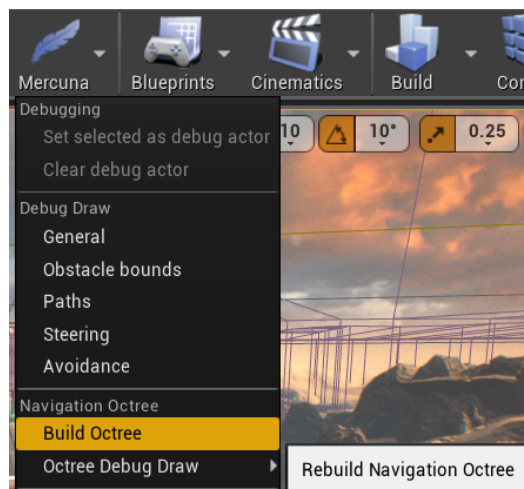 Mercuna
Blueprints
Cinematics
Build
Debugging
Set selected as debug actor
Clear debug actor
10
10°
0.25
Debug Draw
General
Obstacle bounds
Paths
Steering
Avoidance
Navigation Octree
Build Octree
Octree Debug Draw
Rebuild Navigation Octree